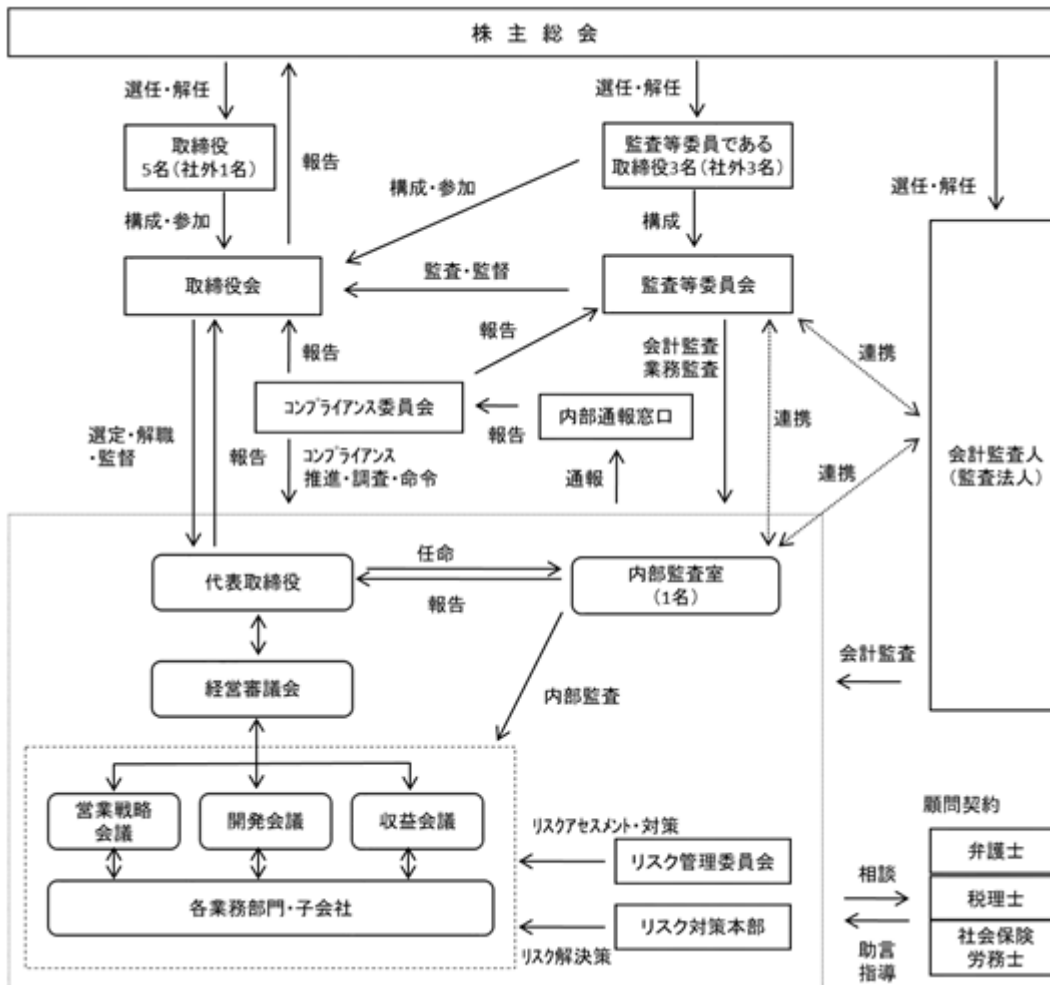 株主総会
選任・解任
選任・解任
選任・解任
取締役
5名(社外1名)
報告
監査等委員である
取締役3名(社外3名)
構成・参加
構成・参加
構成
取締役会
監査・監督
監査等委員会
報告
報告
会計監査
業務監査
連携
コンプライアンス委員会
報告
内部通報窓口
連携
連携
会計監査人
(監査法人)
選定・解職
・監督
報告
コンプライアンス
推進・調査・命令
通報
代表取締役
任命
報告
内部監査室
(1名)
経営審議会
内部監査
会計監査
営業戦略
会議
開発会議
収益会議
リスクアセスメント・対策
リスク管理委員会
各業務部門・子会社
リスク対策本部
リスク解決策
顧問契約
弁護士
相談
税理士
助言
指導
社会保険
労務士